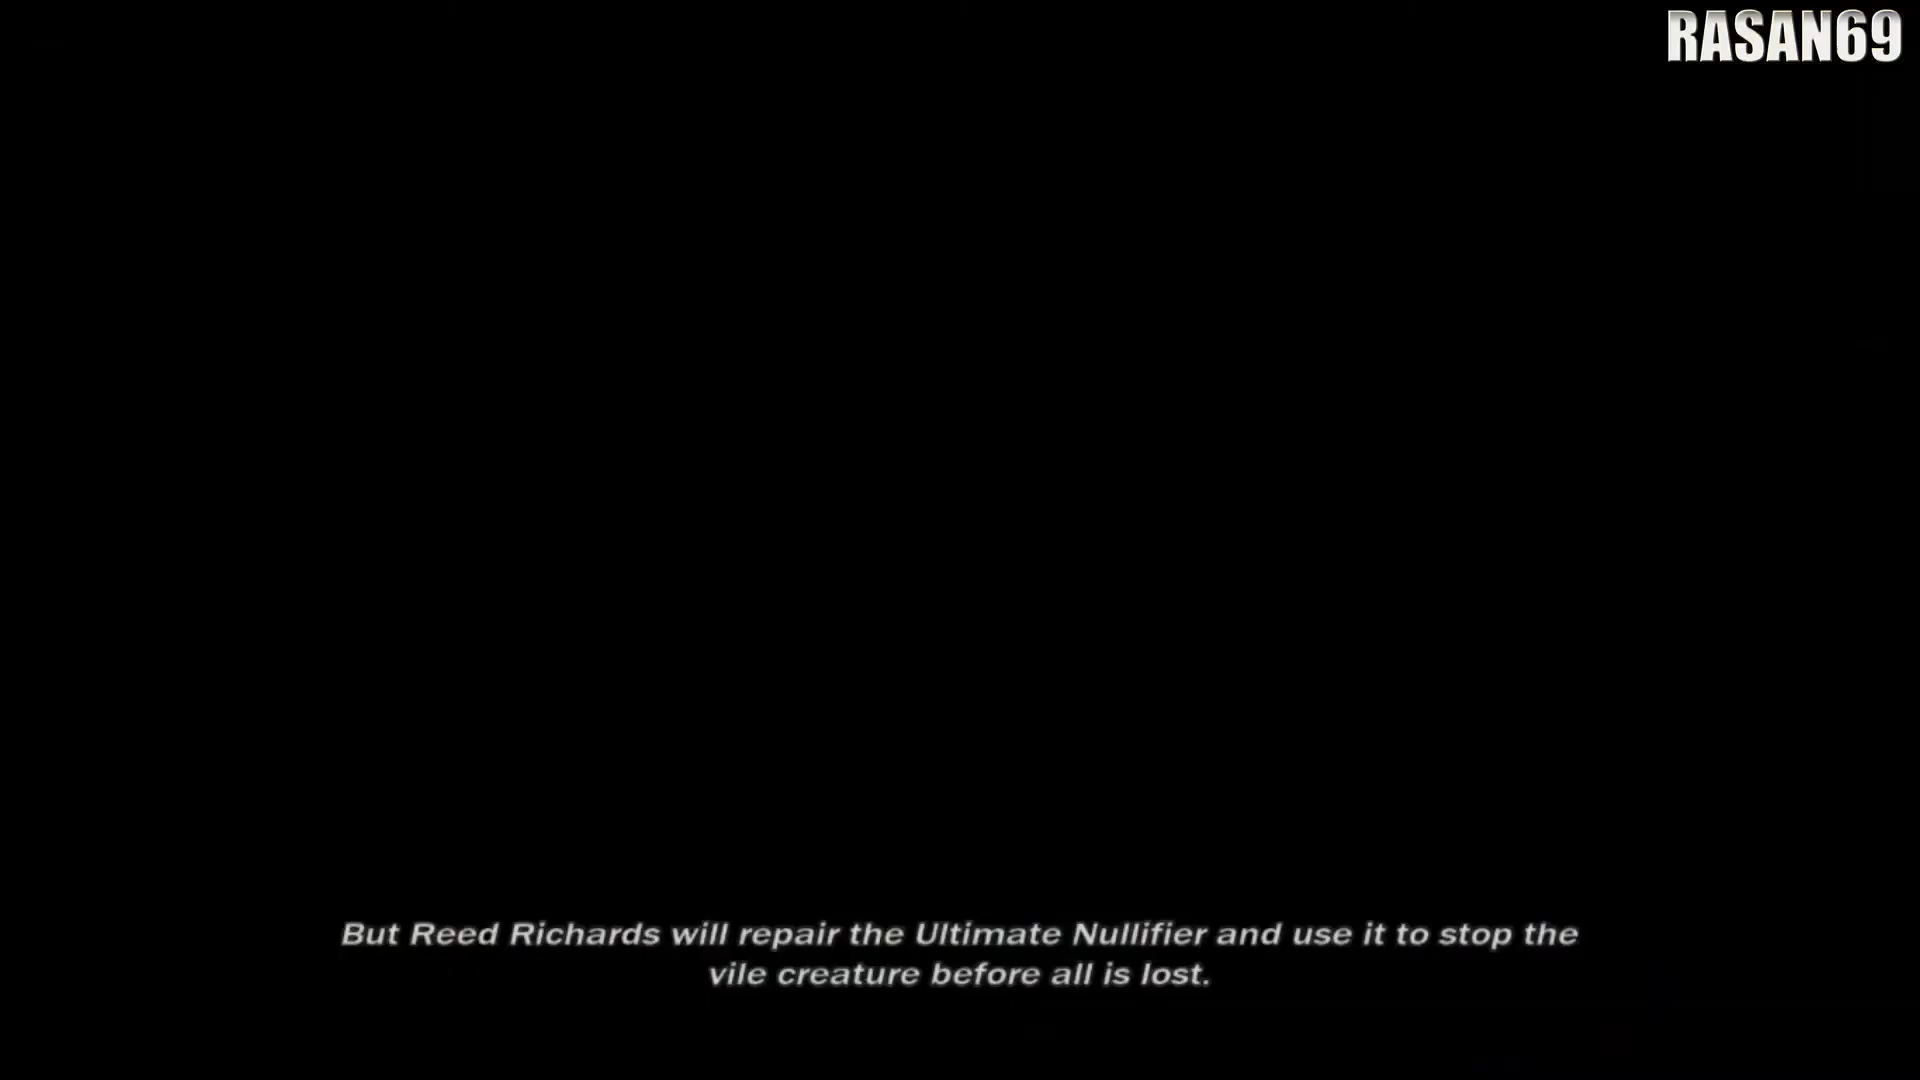 RASAN69
But Reed Richards will repair the Ultimate Nullifier and use it to stop the
vile creature before all is lost.